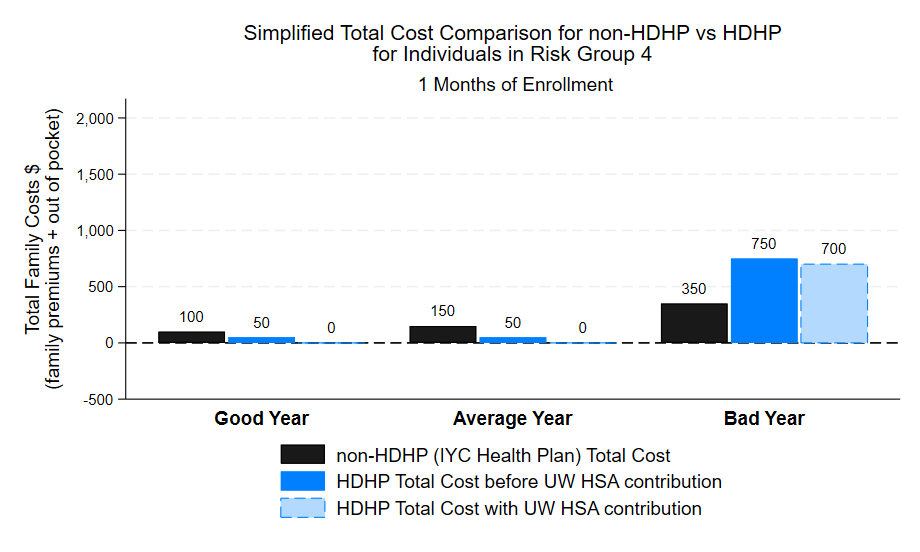 Simplified Total Cost Comparison for non-HDHP vs HDHP
for Individuals in Risk Group 4
1 Months of Enrollment
Total Family Costs $
(family premiums + out of pocket)
2,000
1,500
1,000
500
0
-500
100
50
0
150
50
0
350
750
700
Good Year
Average Year
Bad Year
non-HDHP (IYC Health Plan) Total Cost
HDHP Total Cost before UW HSA contribution
HDHP Total Cost with UW HSA contribution